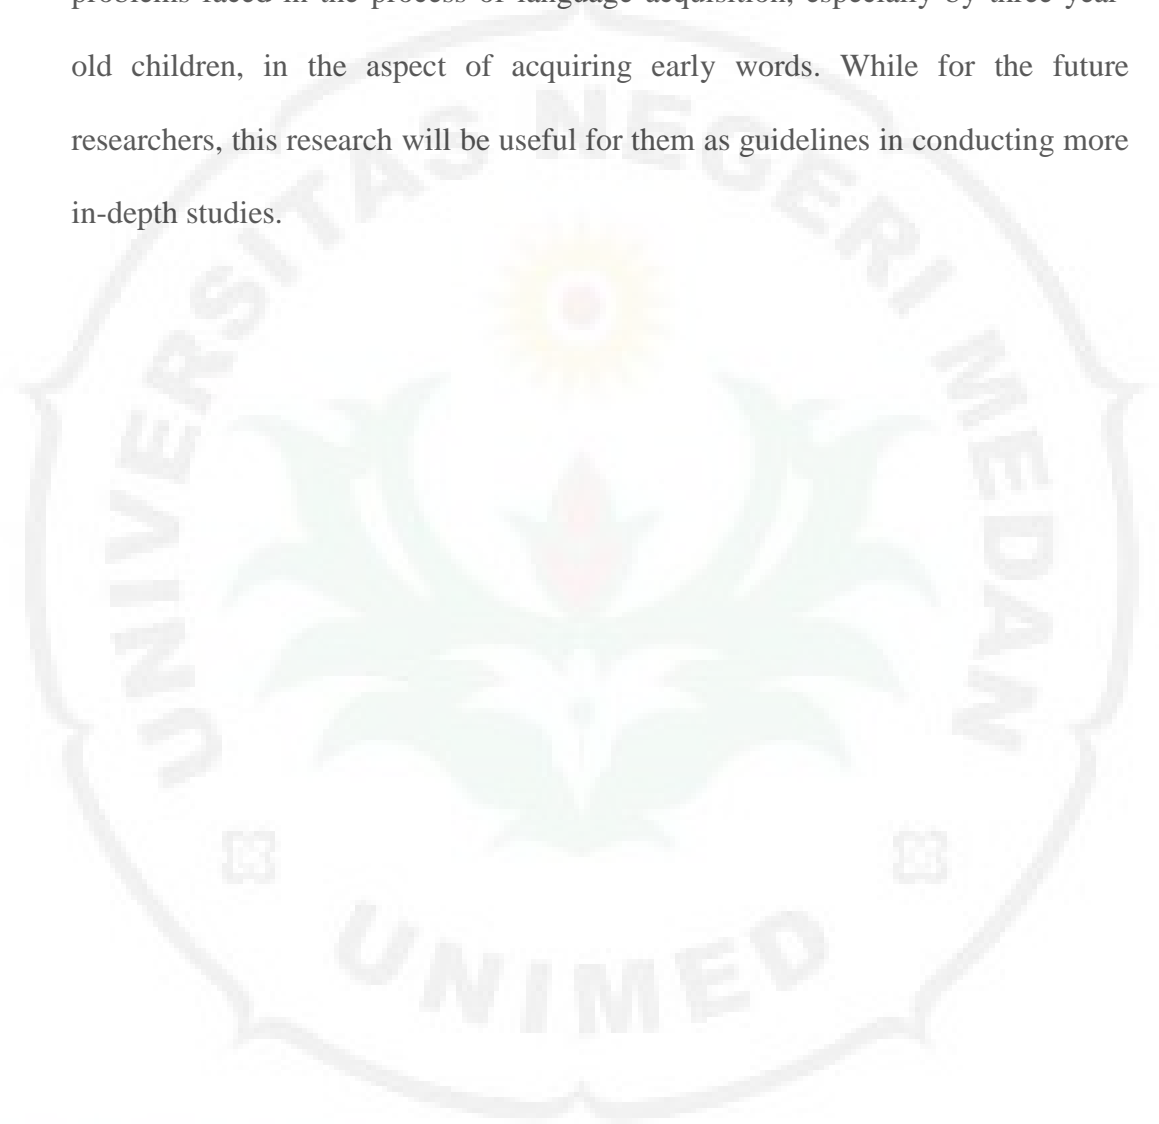 problems faced in the process of language acquisition, especially by three-year-
old children, in the aspect of acquiring early words. While for the future
researchers, this research will be useful for them as guidelines in conducting more
in-depth studies.
UNIVERSITAS NEGERI MEDAN
UNIMED